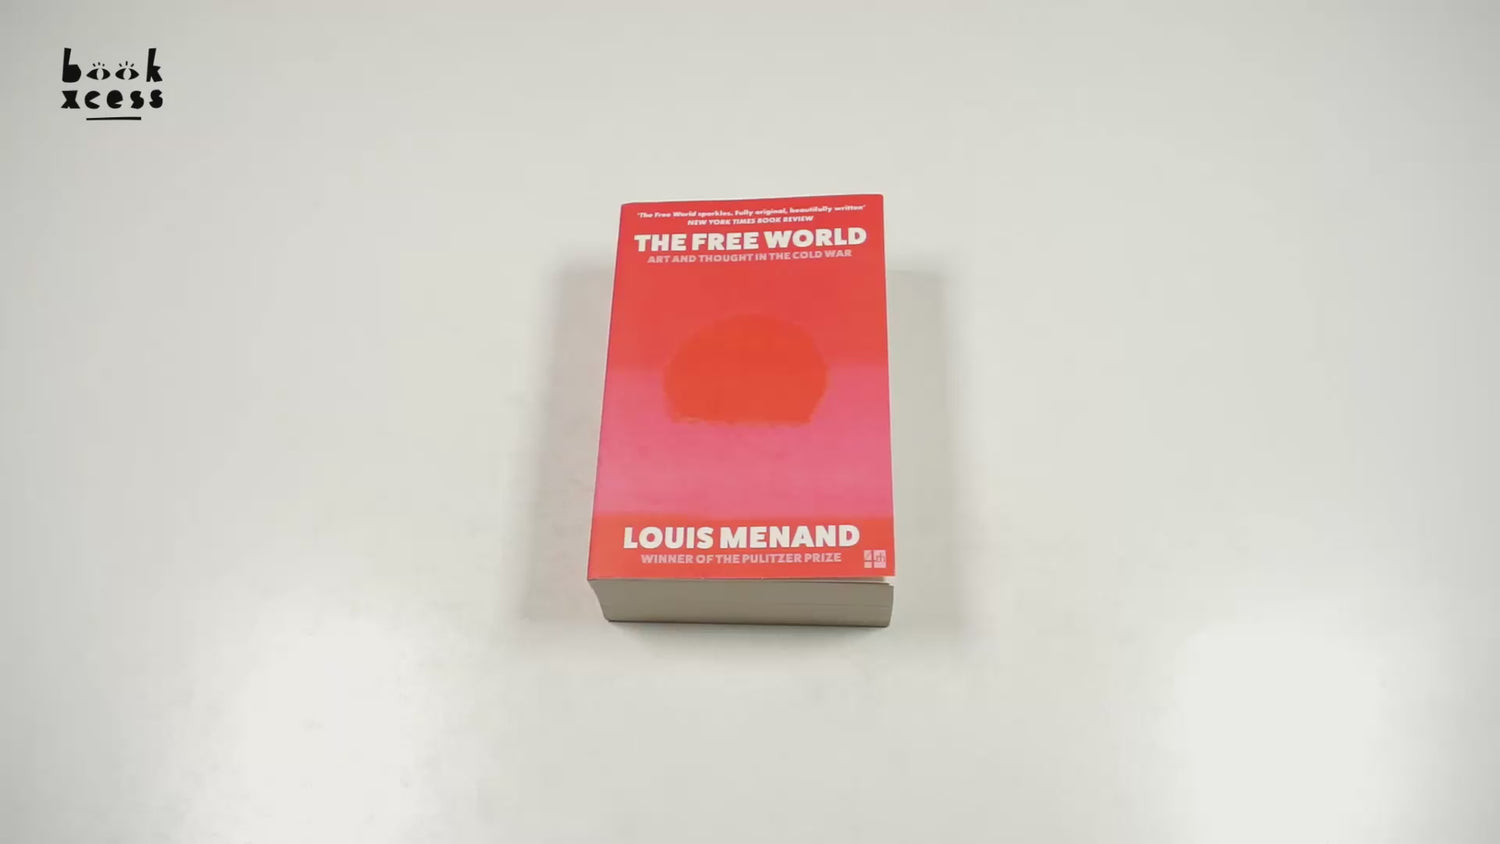 book
xcess
'The Free World sparkles. Fully original, beautifully written'
NEW YORK TIMES BOOK REVIEW
THE FREE WORLD
ART AND THOUGHT IN THE COLD WAR
LOUIS MENAND
WINNER OF THE PULITZER PRIZE
4th